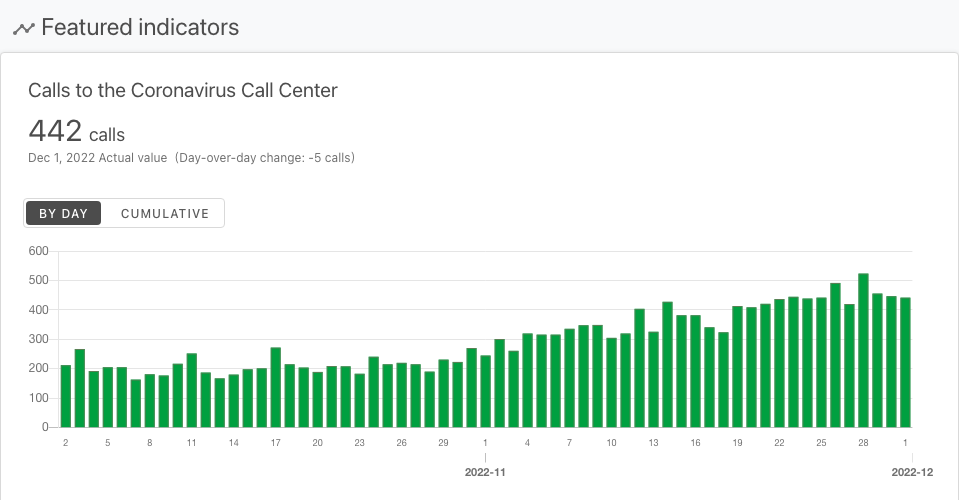 Featured indicators
Calls to the Coronavirus Call Center
442 calls
Dec 1, 2022 Actual value (Day-over-day change: -5 calls)
BY DAY CUMULATIVE
600
500
400
300
200
100
0
2 5 8 11 14 17 20 23 26 29 1 4 7 10 13 16 19 22 25 28 1
2022-11 2022-12